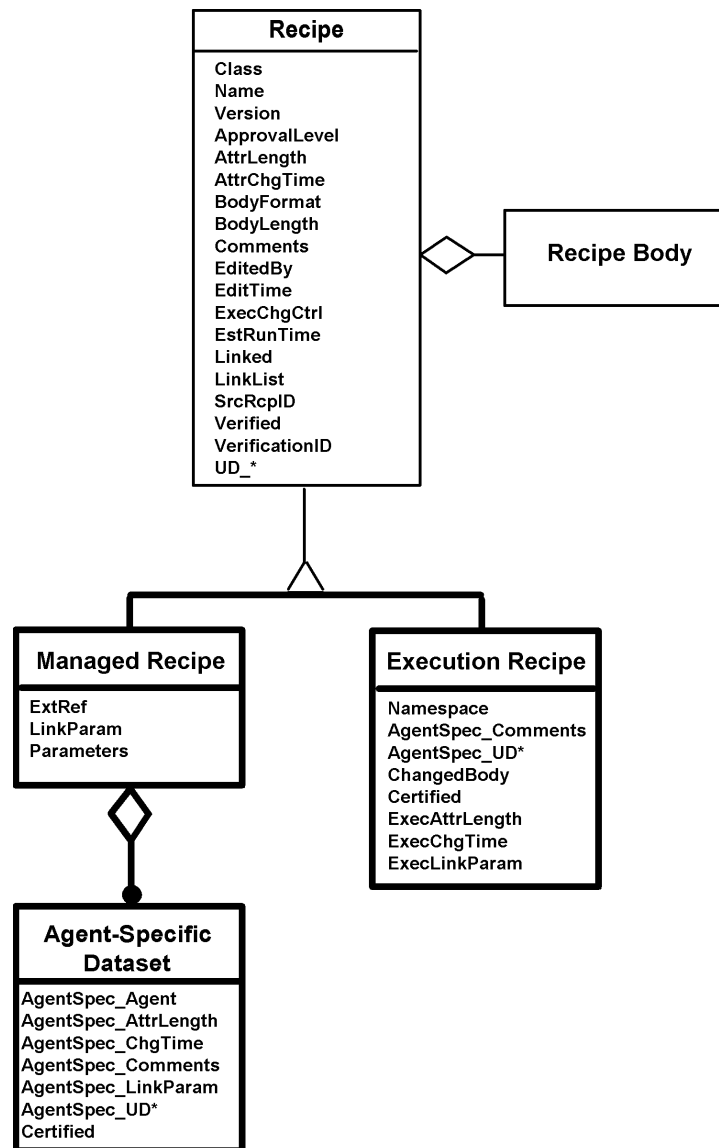 Recipe
Class
Name
Version
ApprovalLevel
AttrLength
AttrChgTime
BodyFormat
BodyLength
Comments
EditedBy
EditTime
ExecChgCtrl
EstRunTime
Linked
LinkList
SrcRcpID
Verified
VerificationID
UD_*
Recipe Body
Managed Recipe
ExtRef
LinkParam
Parameters
Execution Recipe
Namespace
AgentSpec_Comments
AgentSpec_UD*
ChangedBody
Certified
ExecAttrLength
ExecChgTime
ExecLinkParam
Agent-Specific
Dataset
AgentSpec_Agent
AgentSpec_AttrLength
AgentSpec_ChgTime
AgentSpec_Comments
AgentSpec_LinkParam
AgentSpec_UD*
Certified